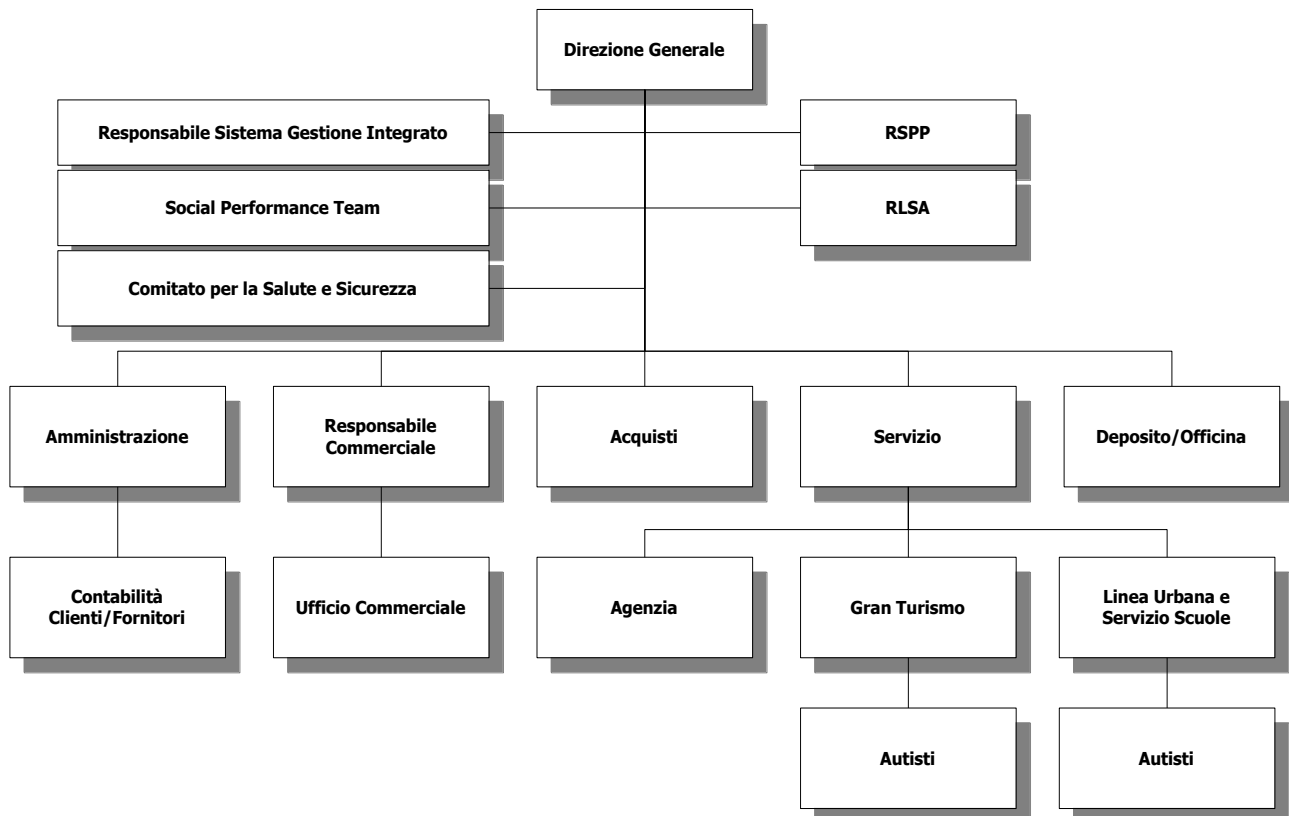 Direzione Generale
Responsabile Sistema Gestione Integrato
RSPP
Social Performance Team
RLSA
Comitato per la Salute e Sicurezza
Amministrazione
Responsabile
Commerciale
Acquisti
Servizio
Deposito/Officina
Contabilità
Clienti/Fornitori
Ufficio Commerciale
Agenzia
Gran Turismo
Linea Urbana e
Servizio Scuole
Autisti
Autisti